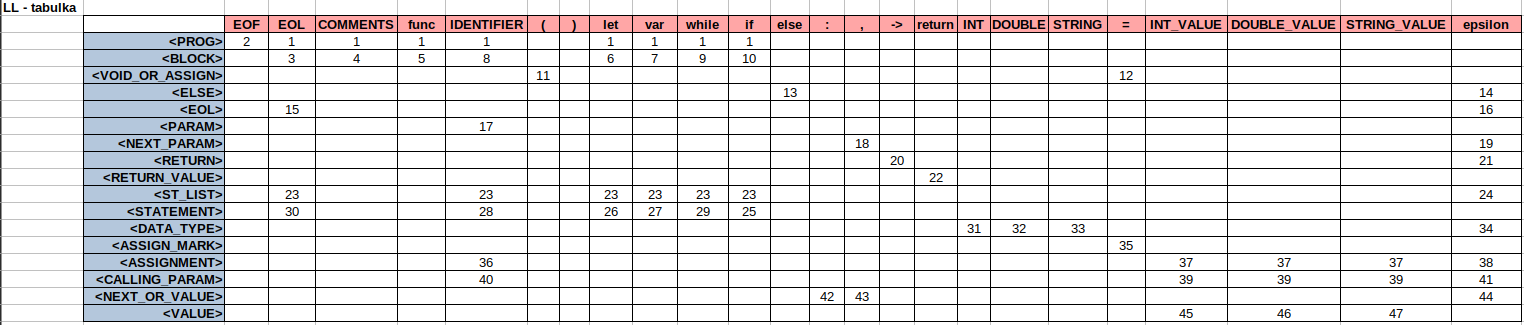 LL - tabulka
EOF EOL COMMENTS func IDENTIFIER ( ) let var while if else : , -> return INT DOUBLE STRING = INT_VALUE DOUBLE_VALUE STRING_VALUE epsilon
<PROG> 2 1 1 1 1 1 1 1 1
<BLOCK> 3 4 5 8 6 7 9 10
<VOID_OR_ASSIGN> 11 12
<ELSE> 13 14
<EOL> 15 16
<PARAM> 17
<NEXT_PARAM> 18 19
<RETURN> 20 21
<RETURN_VALUE> 22
<ST_LIST> 23 23 23 23 23 23 24
<STATEMENT> 30 28 26 27 29 25
<DATA_TYPE> 31 32 33 34
<ASSIGN_MARK> 35
<ASSIGNMENT> 36 37 37 37 38
<CALLING_PARAM> 40 39 39 39 41
<NEXT_OR_VALUE> 42 43 44
<VALUE> 45 46 47